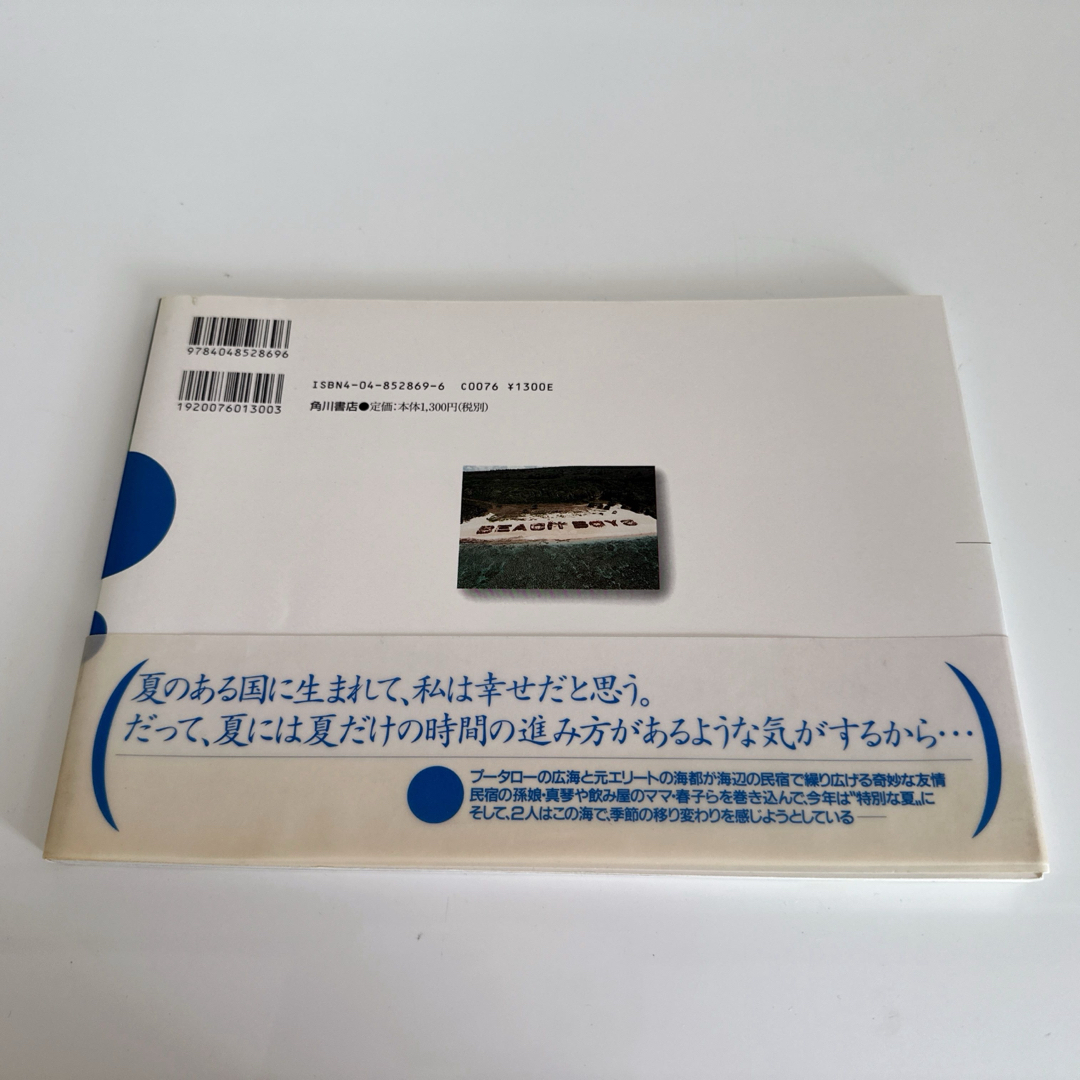 9784048528696
1920076013003
ISBN4-04-852869-6 C0076 ¥1300E
角川書店●定価：本体1,300円(税別)
BEACH BOYS
夏のある国に生まれて、私は幸せだと思う。
だって、夏には夏だけの時間の進み方があるような気がするから…
プータローの広海と元エリートの海都が海辺の民宿で繰り広げる奇妙な友情
民宿の孫娘・真琴や飲み屋のママ・春子らを巻き込んで、今年は〝特別な夏〟に
そして、2人はこの海で、季節の移り変わりを感じようとしている——